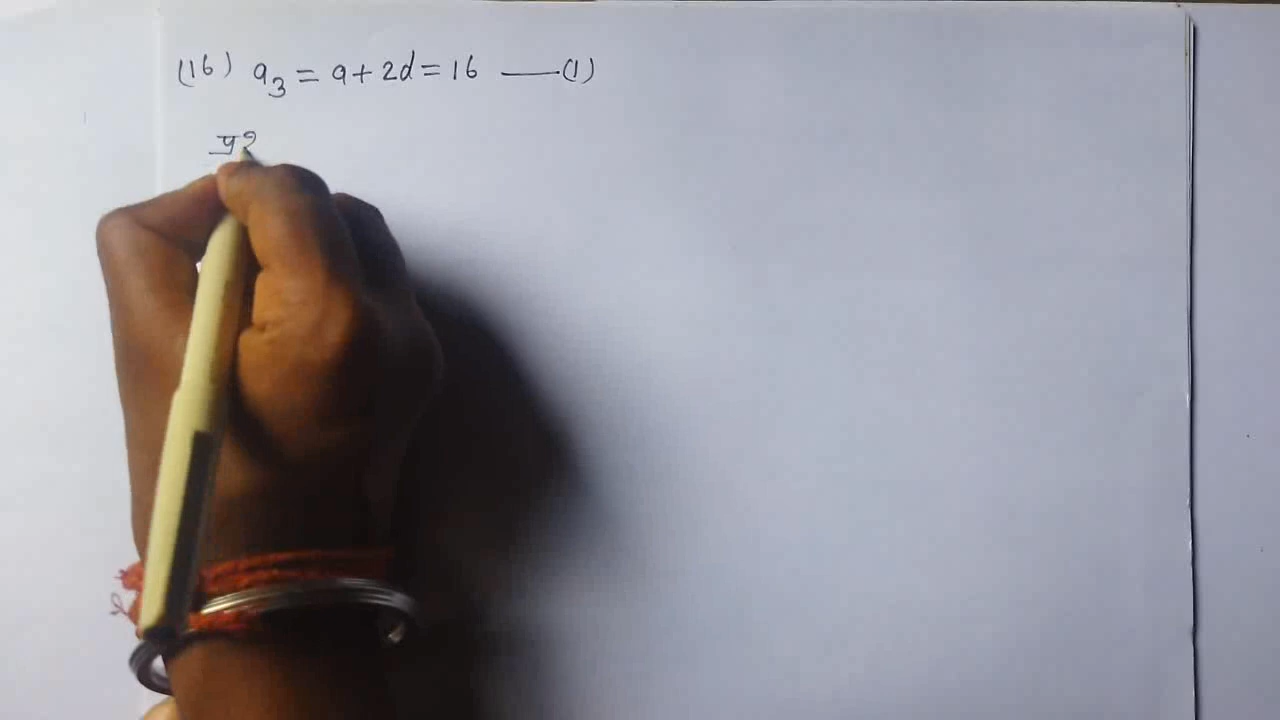 (16) a₃ = a + 2d = 16 —— (1)